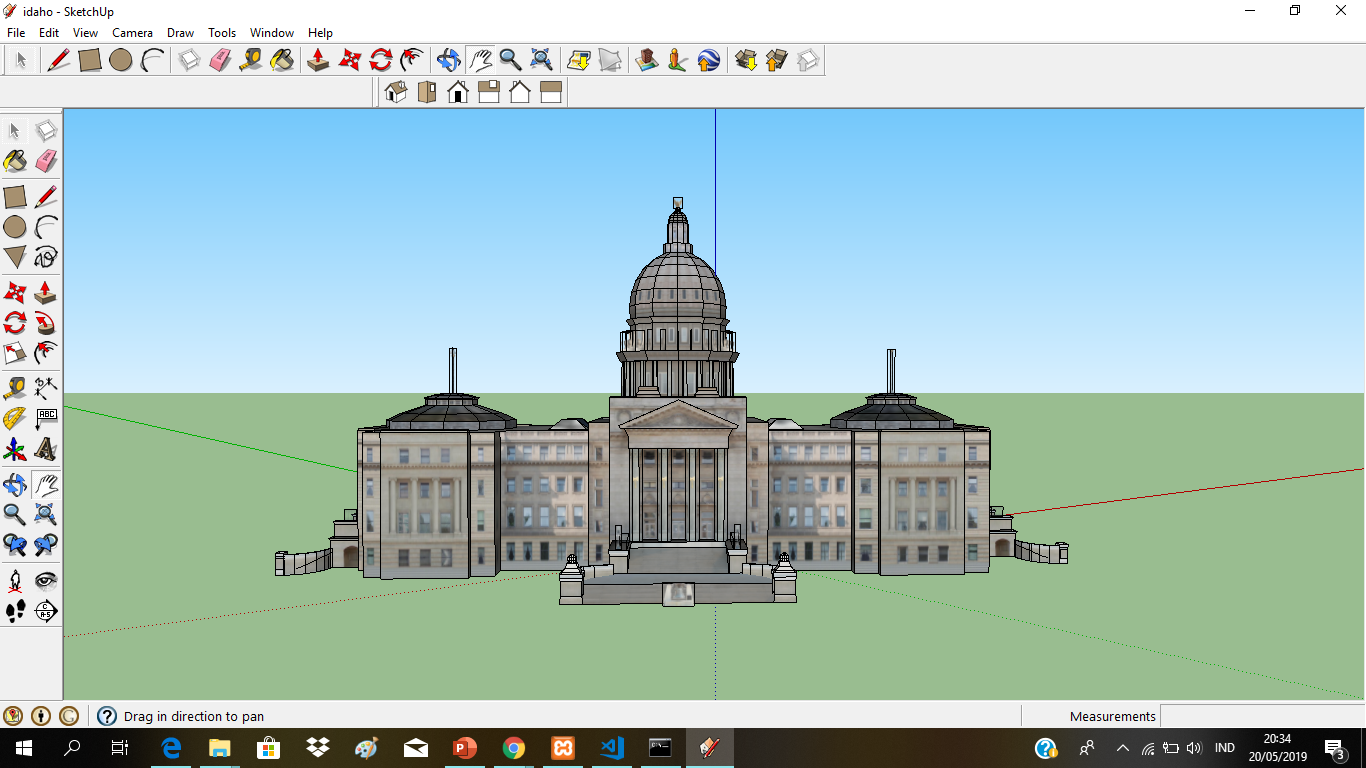 idaho - SketchUp
File Edit View Camera Draw Tools Window Help
ABC
A
Drag in direction to pan
Measurements
IND
20:34
20/05/2019
3